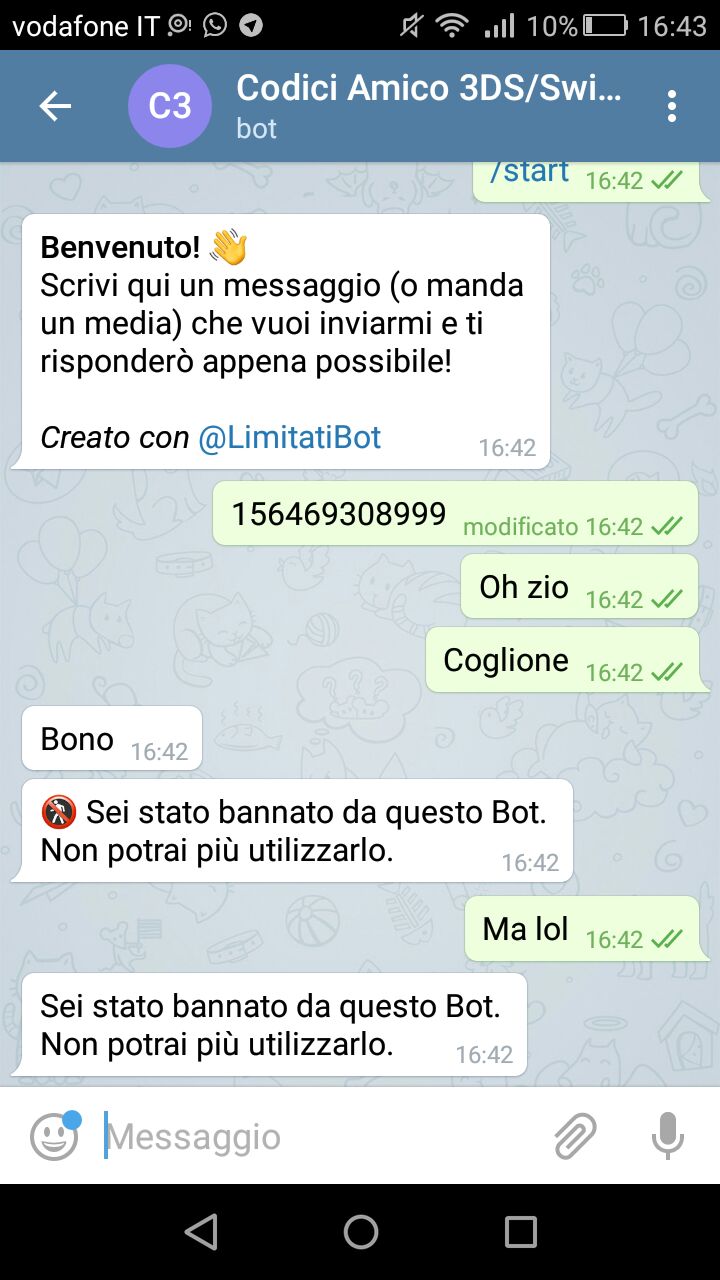 vodafone IT 10% 16:43
C3 Codici Amico 3DS/Swi...
bot
/start 16:42
Benvenuto! 👋
Scrivi qui un messaggio (o manda
un media) che vuoi inviarmi e ti
risponderò appena possibile!
Creato con @LimitatiBot 16:42
156469308999 modificato 16:42
Oh zio 16:42
Coglione 16:42
Bono 16:42
🚷 Sei stato bannato da questo Bot.
Non potrai più utilizzarlo. 16:42
Ma lol 16:42
Sei stato bannato da questo Bot.
Non potrai più utilizzarlo. 16:42
Messaggio